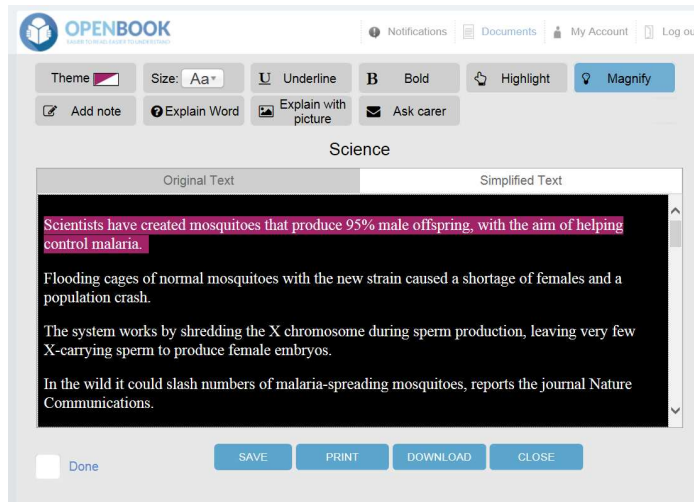 OPENBOOK
Notifications
Documents
My Account
Log ou
Theme
Size: Aa
U Underline
B Bold
Highlight
Magnify
Add note
Explain Word
Explain with
picture
Ask carer
Science
Original Text
Simplified Text
Scientists have created mosquitoes that produce 95% male offspring, with the aim of helping
control malaria.
Flooding cages of normal mosquitoes with the new strain caused a shortage of females and a
population crash.
The system works by shredding the X chromosome during sperm production, leaving very few
X-carrying sperm to produce female embryos.
In the wild it could slash numbers of malaria-spreading mosquitoes, reports the journal Nature
Communications.
Done
SAVE
PRINT
DOWNLOAD
CLOSE